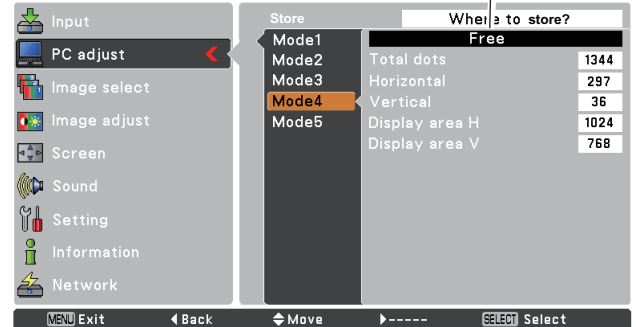 Input
PC adjust
Image select
Image adjust
Screen
Sound
Setting
Information
Network
Store
Where to store?
Mode1
Mode2
Mode3
Mode4
Mode5
Free
Total dots 1344
Horizontal 297
Vertical 36
Display area H 1024
Display area V 768
MENU Exit Back Move ----- SELECT Select